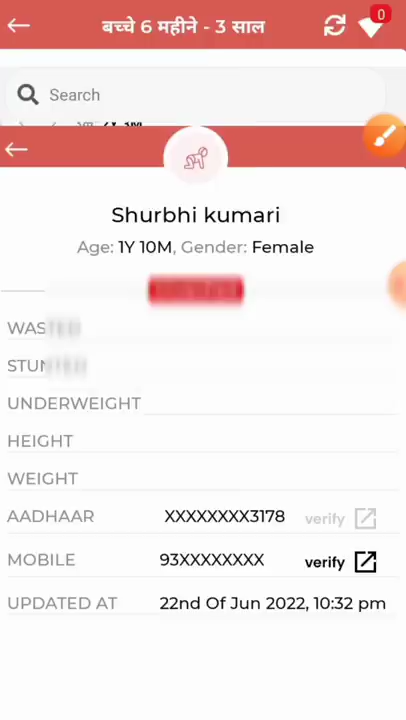 बच्चे 6 महीने - 3 साल
0
Search
Shurbhi kumari
Age: 1Y 10M, Gender: Female
UNDERWEIGHT
HEIGHT
WEIGHT
AADHAAR XXXXXXXX3178 verify
MOBILE 93XXXXXXXX verify
UPDATED AT 22nd Of Jun 2022, 10:32 pm